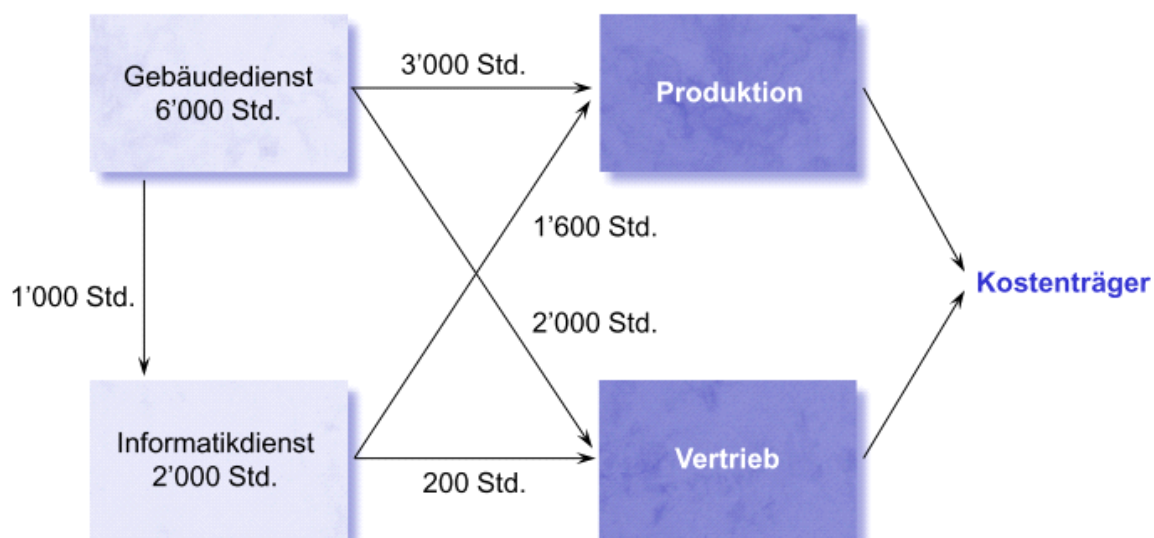 Gebäudedienst
6’000 Std.
3’000 Std.
Produktion
1’600 Std.
Kostenträger
1’000 Std.
2’000 Std.
Informatikdienst
2’000 Std.
Vertrieb
200 Std.